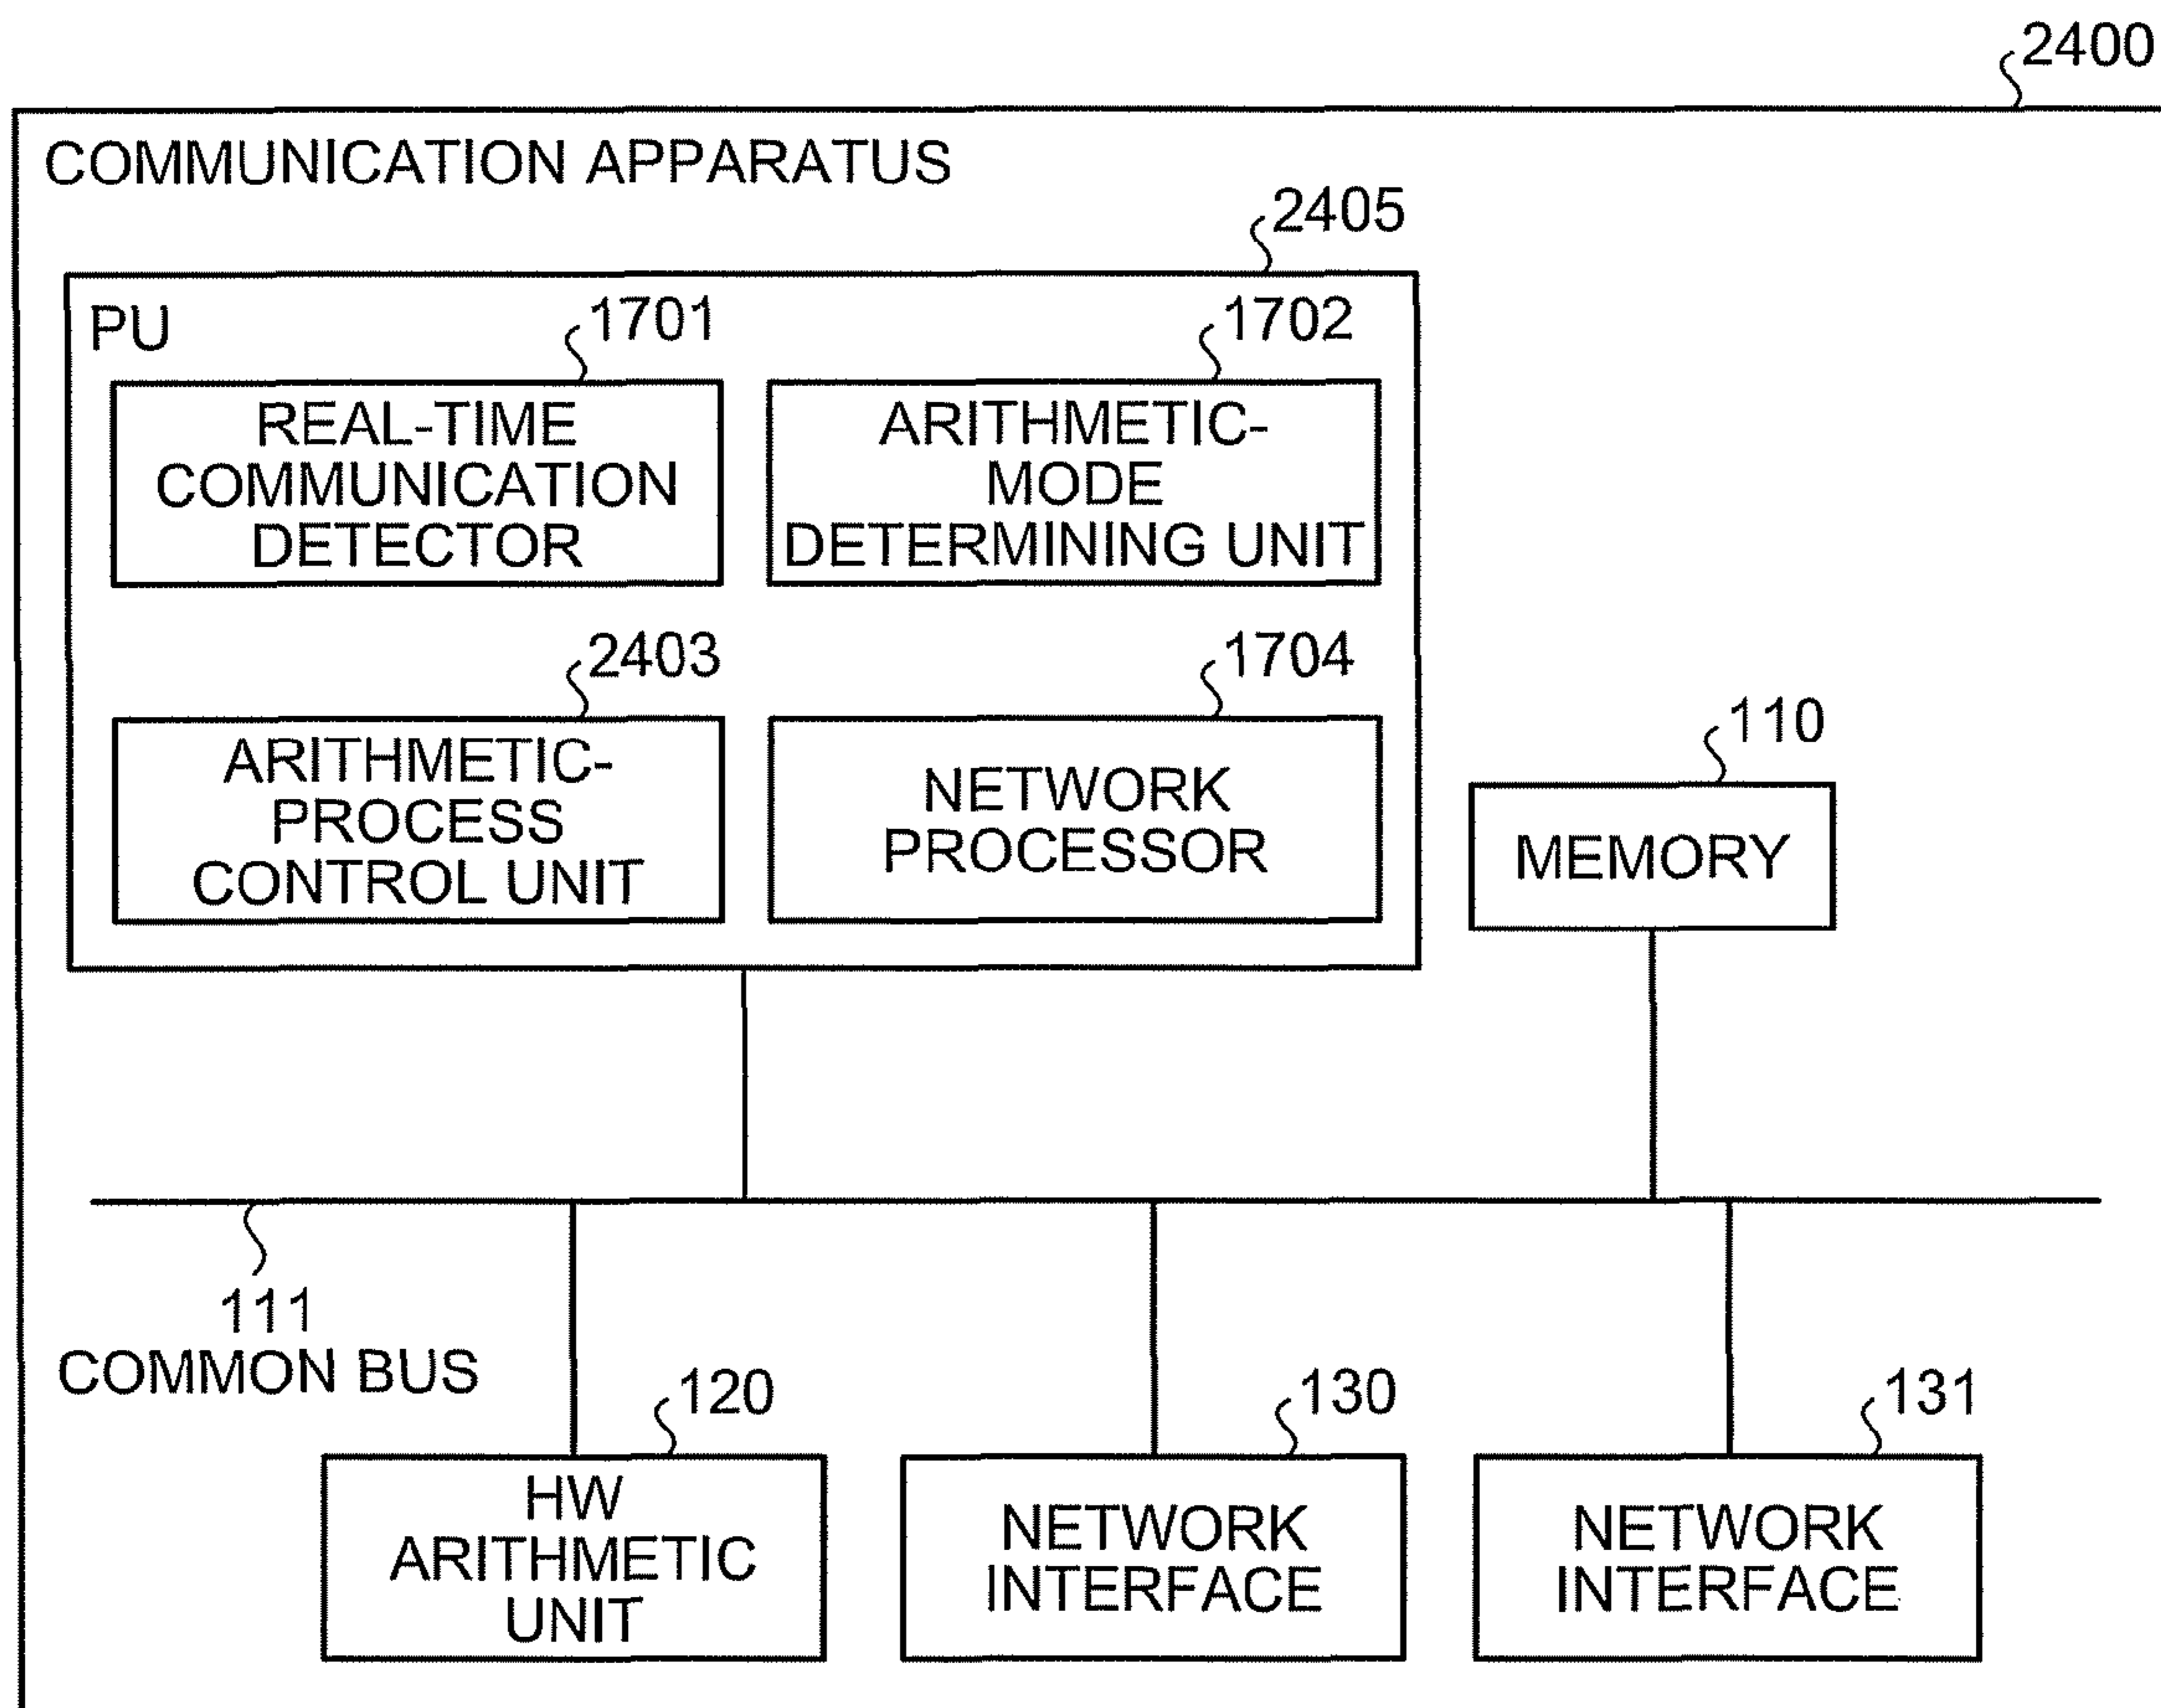 2400
COMMUNICATION APPARATUS
2405
PU
1701
1702
REAL-TIME
COMMUNICATION
DETECTOR
ARITHMETIC-
MODE
DETERMINING UNIT
2403
1704
ARITHMETIC-
PROCESS
CONTROL UNIT
NETWORK
PROCESSOR
110
MEMORY
111
COMMON BUS
120
130
131
HW
ARITHMETIC
UNIT
NETWORK
INTERFACE
NETWORK
INTERFACE